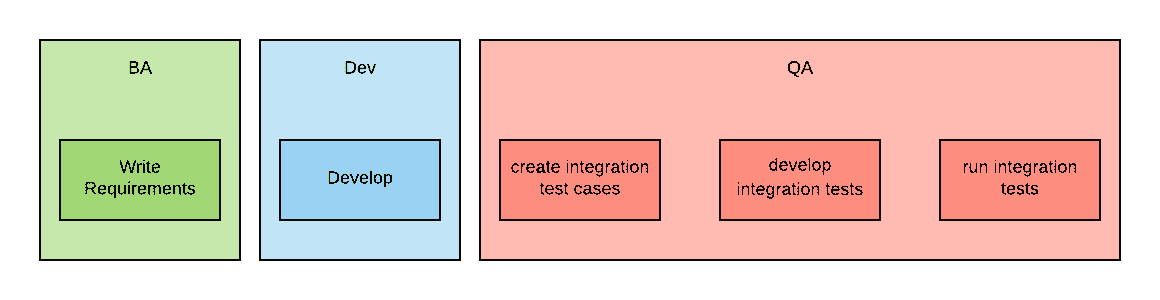 BA
Write
Requirements
Dev
Develop
QA
create integration
test cases
develop
integration tests
run integration
tests